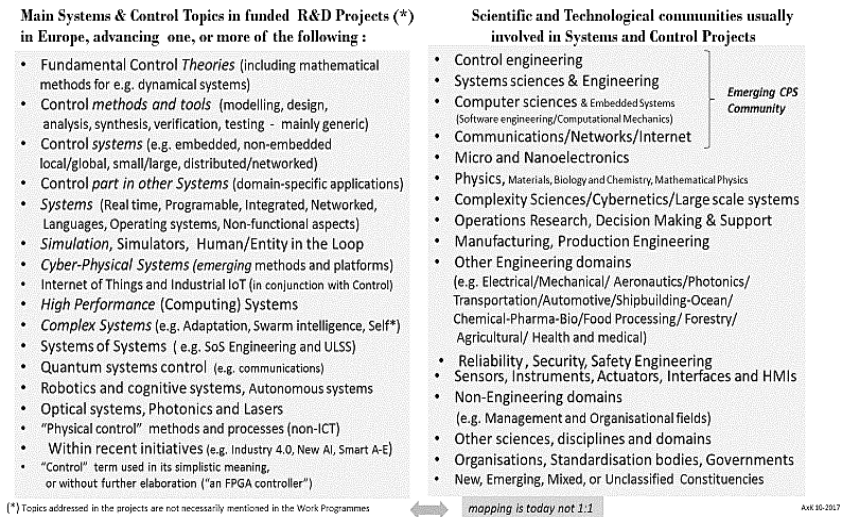 Main Systems & Control Topics in funded R&D Projects (*)
in Europe, advancing one, or more of the following :
• Fundamental Control Theories (including mathematical
methods for e.g. dynamical systems)
• Control methods and tools (modelling, design,
analysis, synthesis, verification, testing - mainly generic)
• Control systems (e.g. embedded, non-embedded
local/global, small/large, distributed/networked)
• Control part in other Systems (domain-specific applications)
• Systems (Real time, Programable, Integrated, Networked,
Languages, Operating systems, Non-functional aspects)
• Simulation, Simulators, Human/Entity in the Loop
• Cyber-Physical Systems (emerging methods and platforms)
• Internet of Things and Industrial IoT (in conjunction with Control)
• High Performance (Computing) Systems
• Complex Systems (e.g. Adaptation, Swarm intelligence, Self*)
• Systems of Systems ( e.g. SoS Engineering and ULSS)
• Quantum systems control (e.g. communications)
• Robotics and cognitive systems, Autonomous systems
• Optical systems, Photonics and Lasers
• “Physical control” methods and processes (non-ICT)
• Within recent initiatives (e.g. Industry 4.0, New AI, Smart A-E)
• “Control” term used in its simplistic meaning,
or without further elaboration (“an FPGA controller”)
(*) Topics addressed in the projects are not necessarily mentioned in the Work Programmes
Scientific and Technological communities usually
involved in Systems and Control Projects
• Control engineering
• Systems sciences & Engineering
• Computer sciences & Embedded Systems
(Software engineering/Computational Mechanics)
• Communications/Networks/Internet
Emerging CPS
Community
• Micro and Nanoelectronics
• Physics, Materials, Biology and Chemistry, Mathematical Physics
• Complexity Sciences/Cybernetics/Large scale systems
• Operations Research, Decision Making & Support
• Manufacturing, Production Engineering
• Other Engineering domains
(e.g. Electrical/Mechanical/ Aeronautics/Photonics/
Transportation/Automotive/Shipbuilding-Ocean/
Chemical-Pharma-Bio/Food Processing/ Forestry/
Agricultural/ Health and medical)
• Reliability, Security, Safety Engineering
• Sensors, Instruments, Actuators, Interfaces and HMIs
• Non-Engineering domains
(e.g. Management and Organisational fields)
• Other sciences, disciplines and domains
• Organisations, Standardisation bodies, Governments
• New, Emerging, Mixed, or Unclassified Constituencies
mapping is today not 1:1
AxK 10-2017